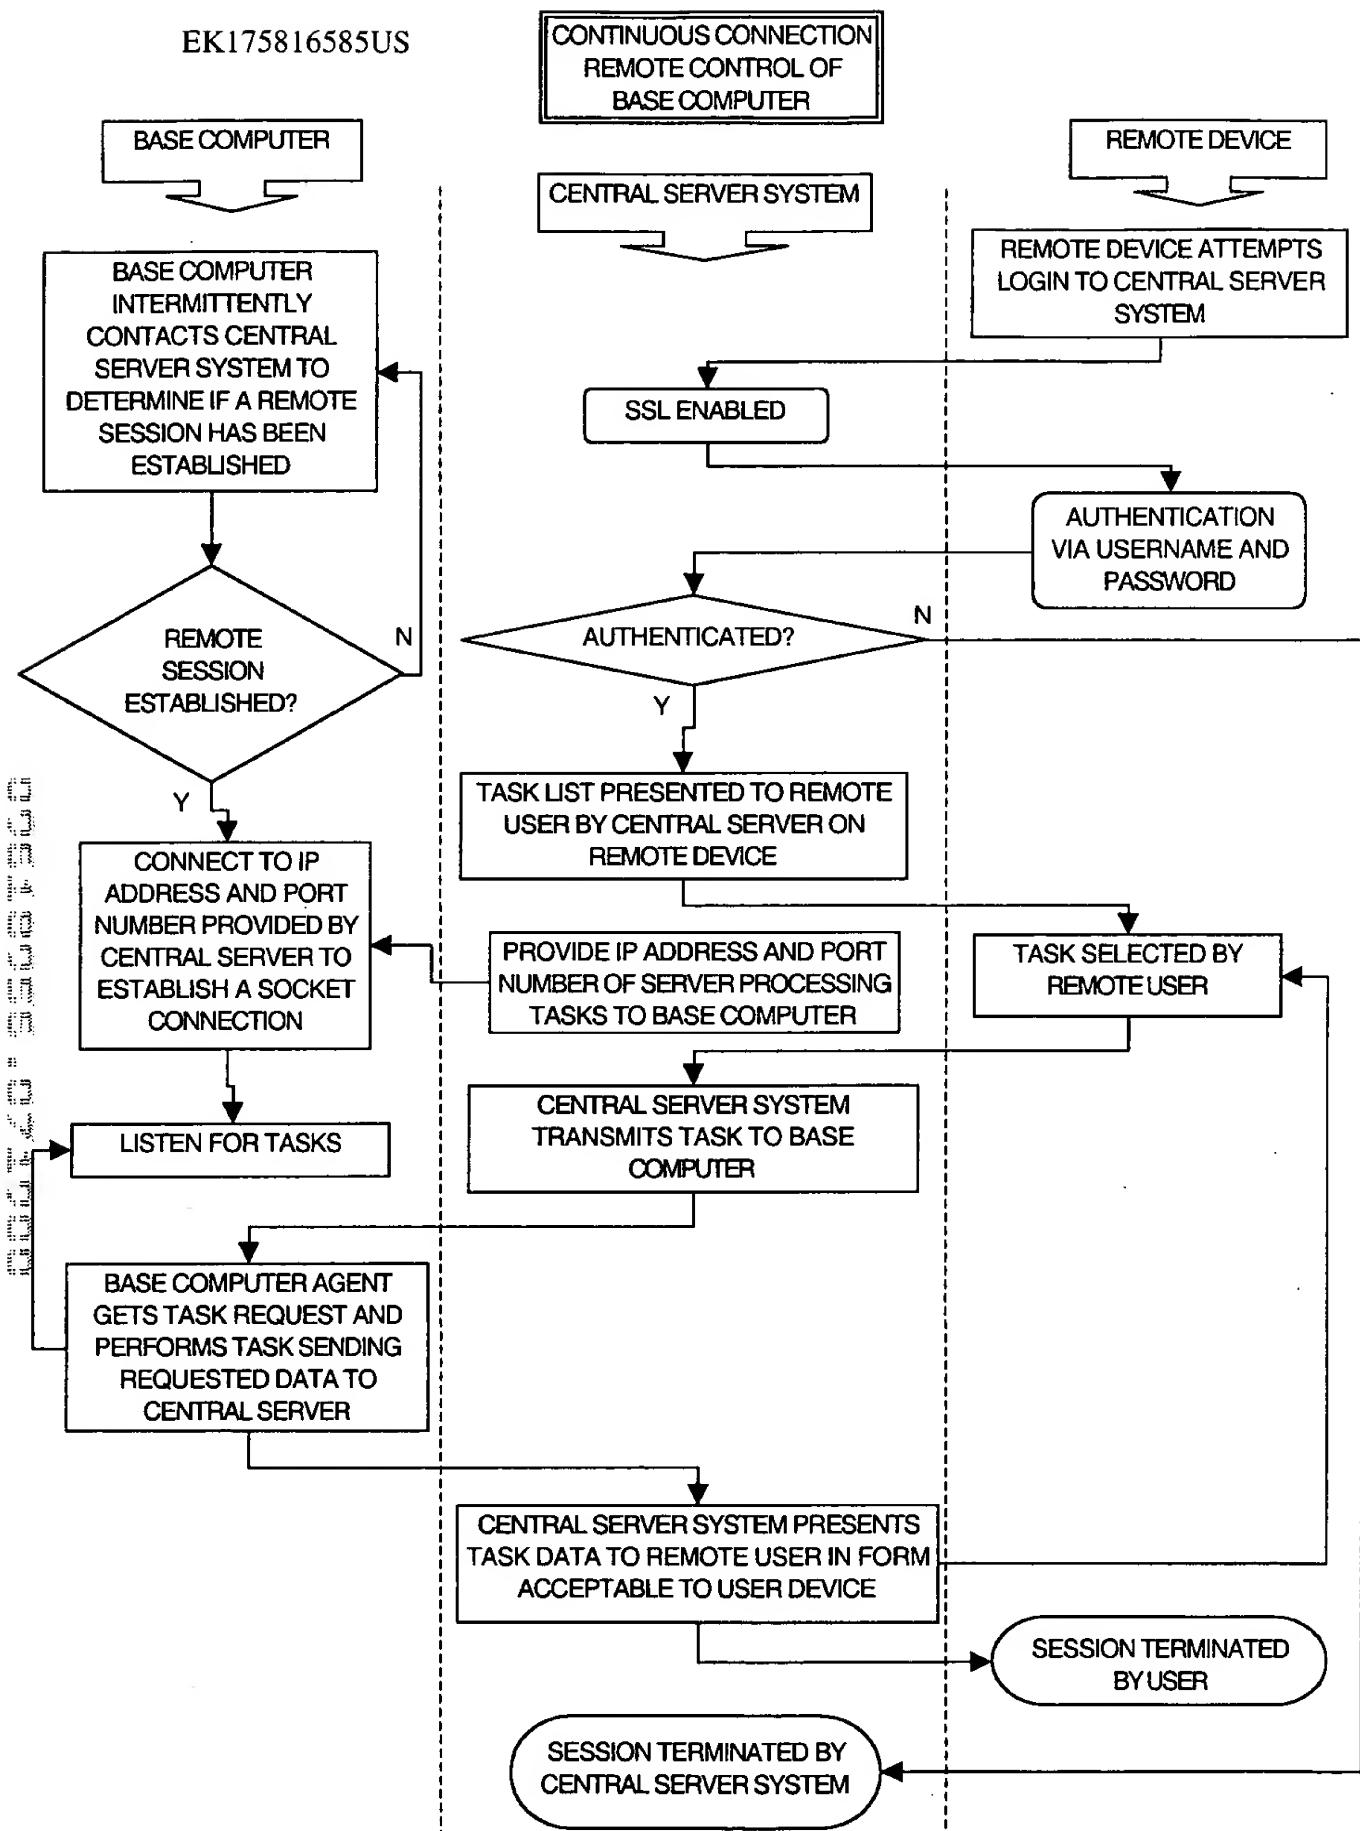 EK175816585US
CONTINUOUS CONNECTION
REMOTE CONTROL OF
BASE COMPUTER
BASE COMPUTER
REMOTE DEVICE
CENTRAL SERVER SYSTEM
BASE COMPUTER
INTERMITTENTLY
CONTACTS CENTRAL
SERVER SYSTEM TO
DETERMINE IF A REMOTE
SESSION HAS BEEN
ESTABLISHED
REMOTE DEVICE ATTEMPTS
LOGIN TO CENTRAL SERVER
SYSTEM
SSL ENABLED
AUTHENTICATION
VIA USERNAME AND
PASSWORD
REMOTE
SESSION
ESTABLISHED?
N
AUTHENTICATED?
N
Y
Y
TASK LIST PRESENTED TO REMOTE
USER BY CENTRAL SERVER ON
REMOTE DEVICE
CONNECT TO IP
ADDRESS AND PORT
NUMBER PROVIDED BY
CENTRAL SERVER TO
ESTABLISH A SOCKET
CONNECTION
PROVIDE IP ADDRESS AND PORT
NUMBER OF SERVER PROCESSING
TASKS TO BASE COMPUTER
TASK SELECTED BY
REMOTE USER
LISTEN FOR TASKS
CENTRAL SERVER SYSTEM
TRANSMITS TASK TO BASE
COMPUTER
BASE COMPUTER AGENT
GETS TASK REQUEST AND
PERFORMS TASK SENDING
REQUESTED DATA TO
CENTRAL SERVER
CENTRAL SERVER SYSTEM PRESENTS
TASK DATA TO REMOTE USER IN FORM
ACCEPTABLE TO USER DEVICE
SESSION TERMINATED
BY USER
SESSION TERMINATED BY
CENTRAL SERVER SYSTEM